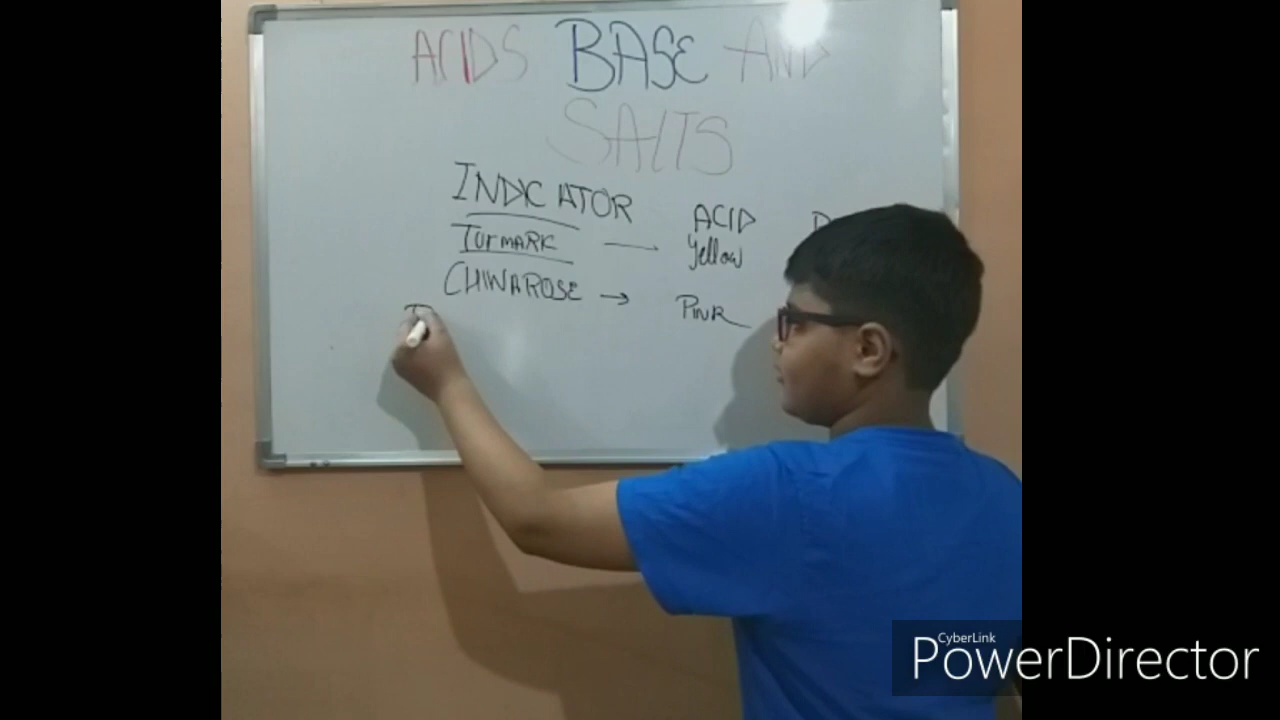 ACIDS BASE AND
SALTS
INDICATOR ACID
Turmark Yellow
CHINAROSE → PINK
CyberLink
PowerDirector